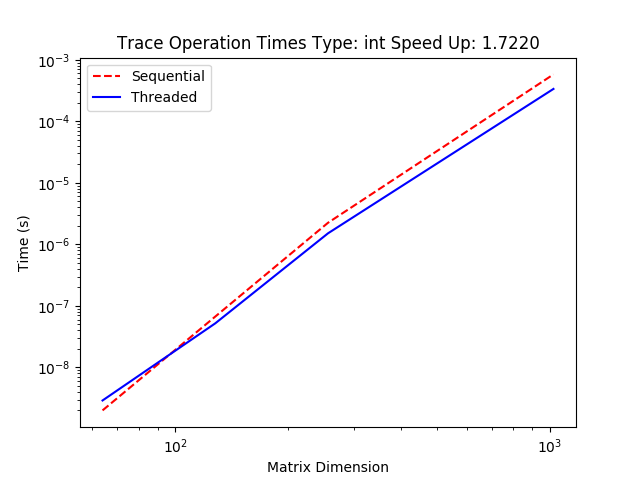 Trace Operation Times Type: int Speed Up: 1.7220
Sequential
Threaded
10⁻³
10⁻⁴
10⁻⁵
10⁻⁶
10⁻⁷
10⁻⁸
Time (s)
10²
10³
Matrix Dimension